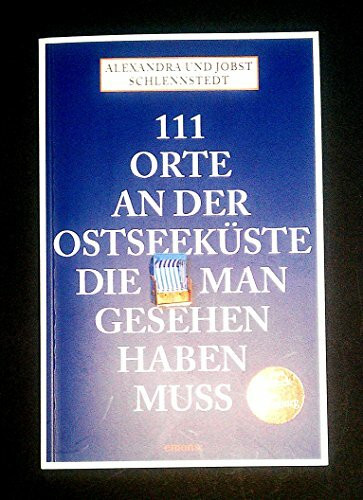 ALEXANDRA UND JOBST
SCHLENNSTEDT
111
ORTE
AN DER
OSTSEEKÜSTE
DIE MAN
GESEHEN
HABEN
MUSS